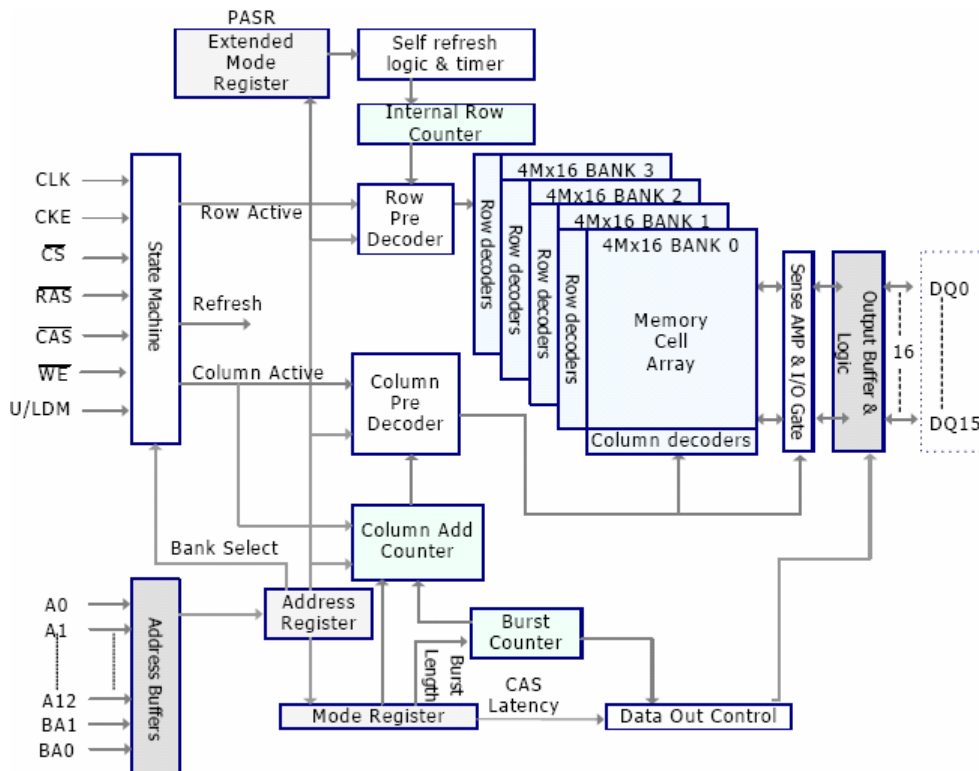 PASR
Extended
Mode
Register
Self refresh
logic & timer
Internal Row
Counter
CLK
CKE
CS
RAS
CAS
WE
U/LDM
State Machine
Row Active
Refresh
Column Active
Row
Pre
Decoder
Column
Pre
Decoder
Row decoders
Row decoders
Row decoders
Row decoders
4Mx16 BANK 3
4Mx16 BANK 2
4Mx16 BANK 1
4Mx16 BANK 0
Memory
Cell
Array
Column decoders
Sense AMP & I/O Gate
Output Buffer &
Logic
DQ0
16
DQ15
Bank Select
Column Add
Counter
A0
A1
A12
BA1
BA0
Address Buffers
Address
Register
Burst
Counter
Burst
Length
CAS
Latency
Mode Register
Data Out Control